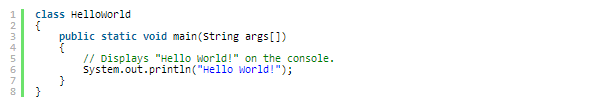 1 class HelloWorld
2 {
3     public static void main(String args[])
4     {
5         // Displays "Hello World!" on the console.
6         System.out.println("Hello World!");
7     }
8 }